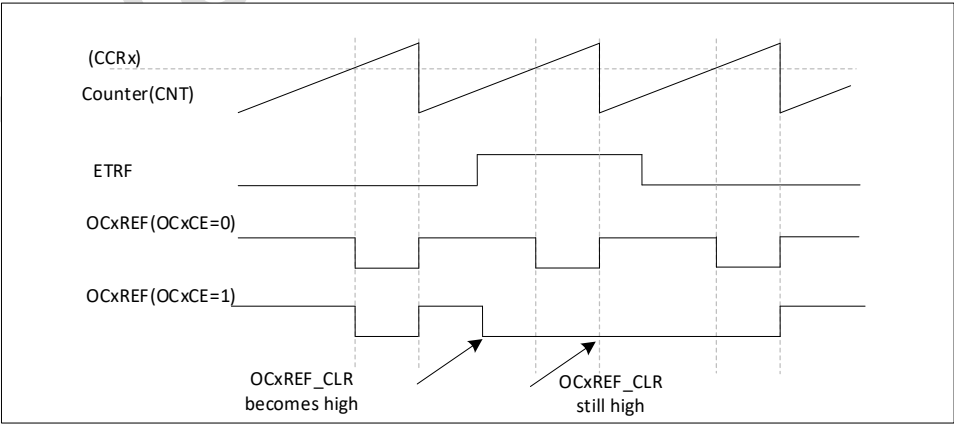 (CCRx)
Counter(CNT)
ETRF
OCxREF(OCxCE=0)
OCxREF(OCxCE=1)
OCxREF_CLR
becomes high
OCxREF_CLR
still high